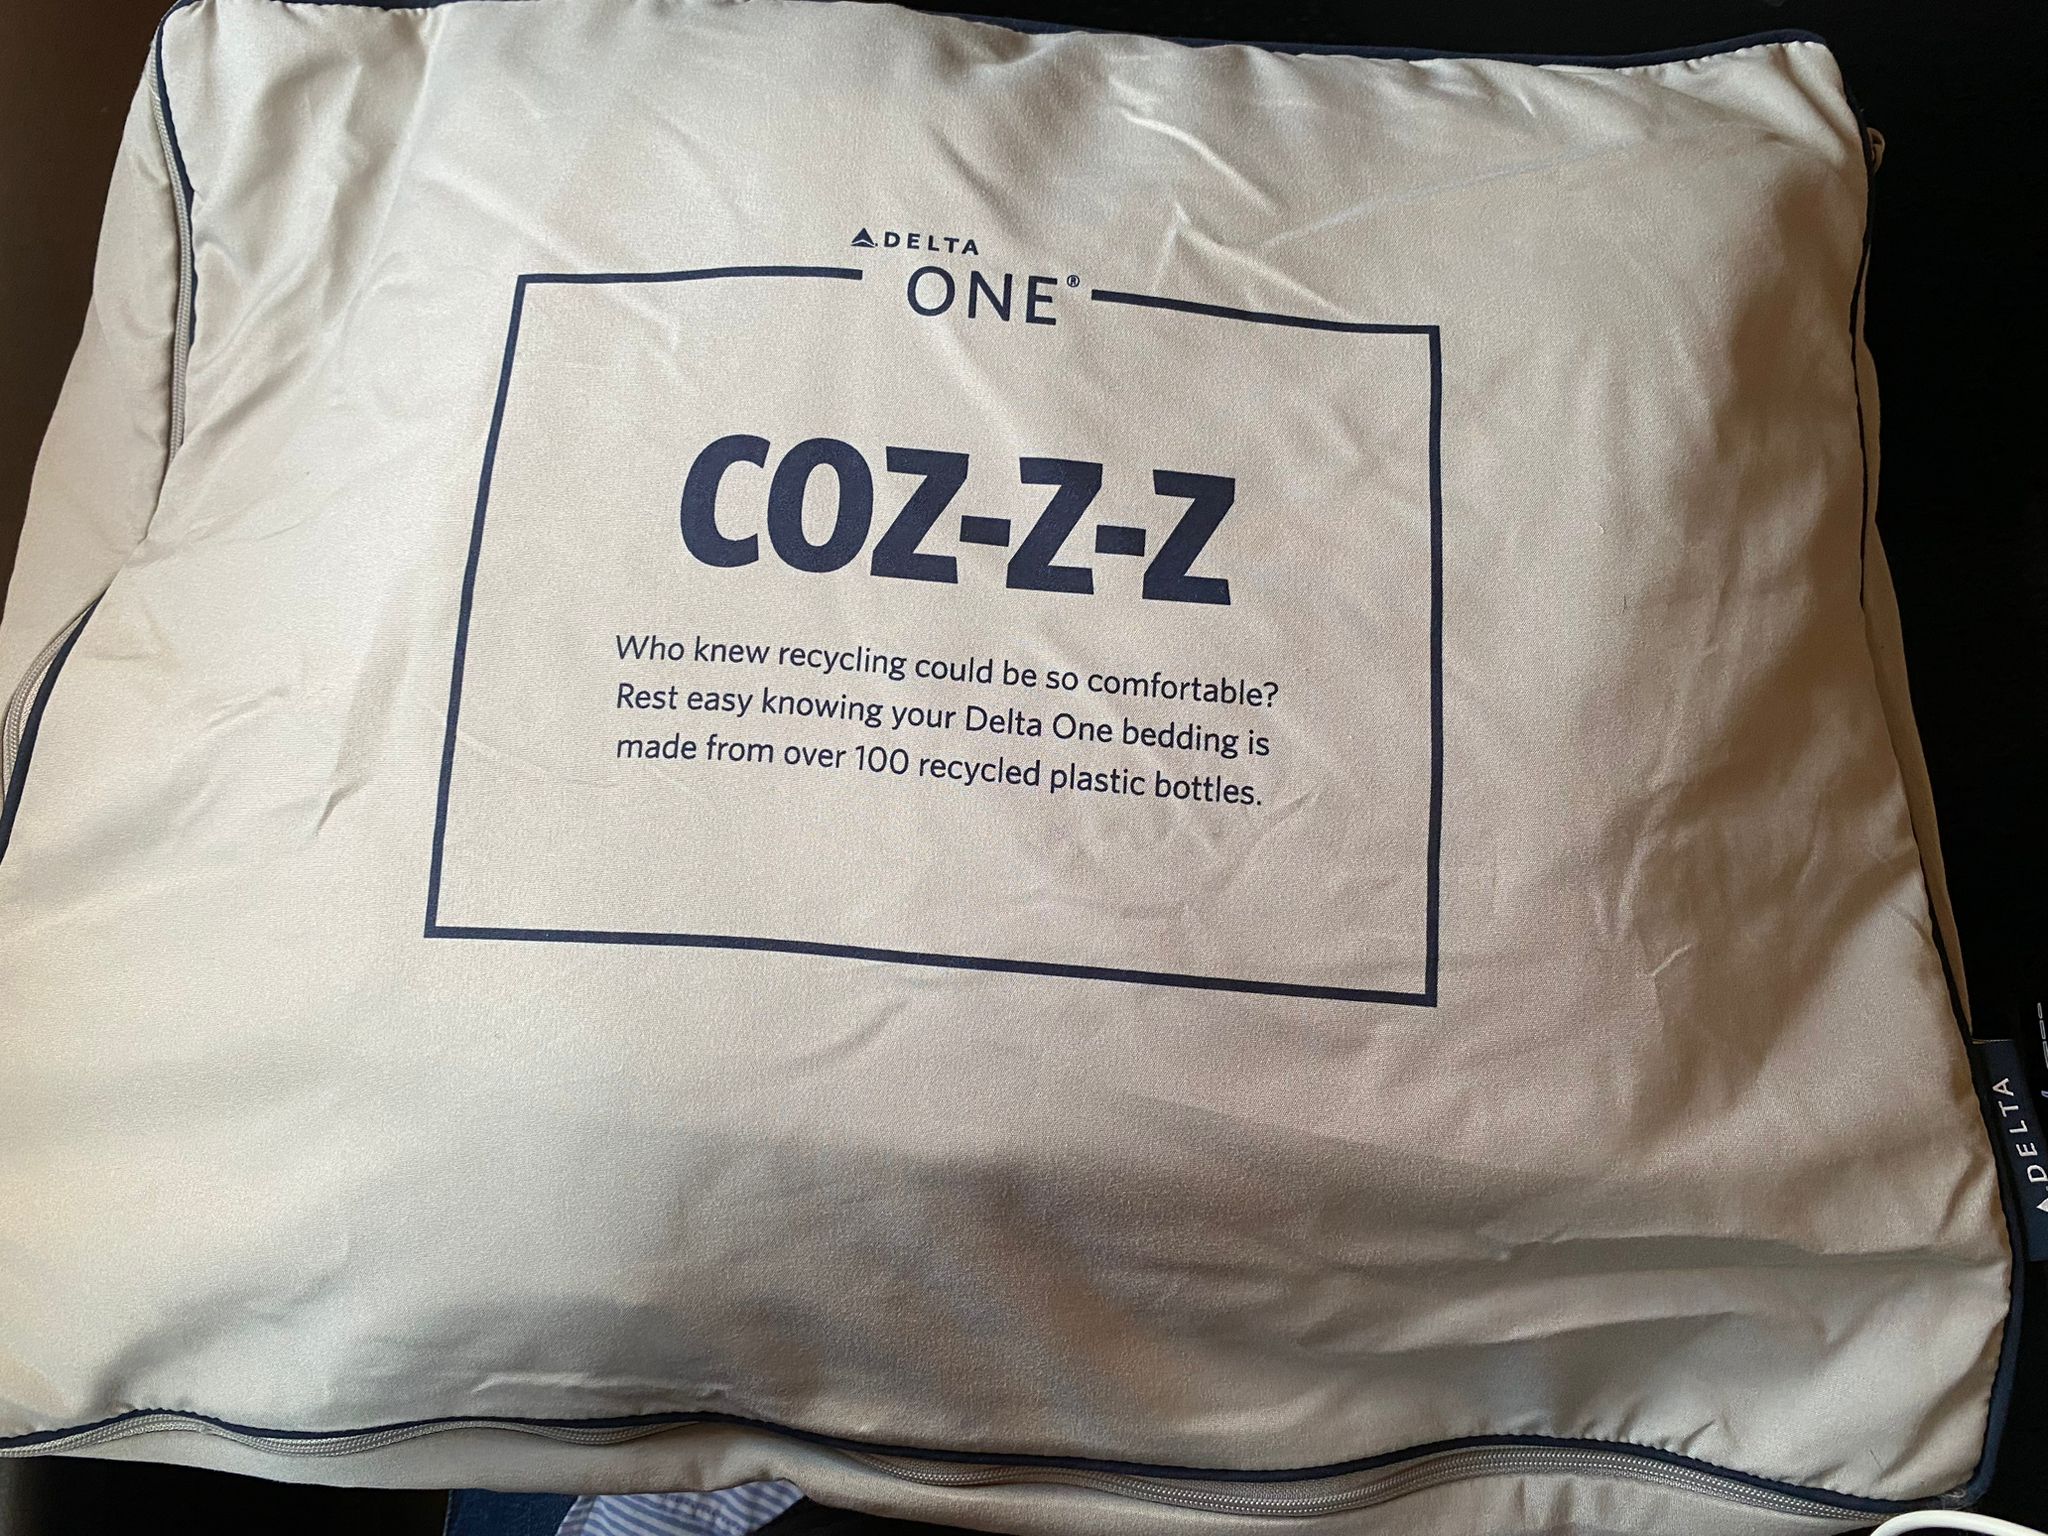 DELTA
ONE®
COZ-Z-Z
Who knew recycling could be so comfortable?
Rest easy knowing your Delta One bedding is
made from over 100 recycled plastic bottles.
DELTA